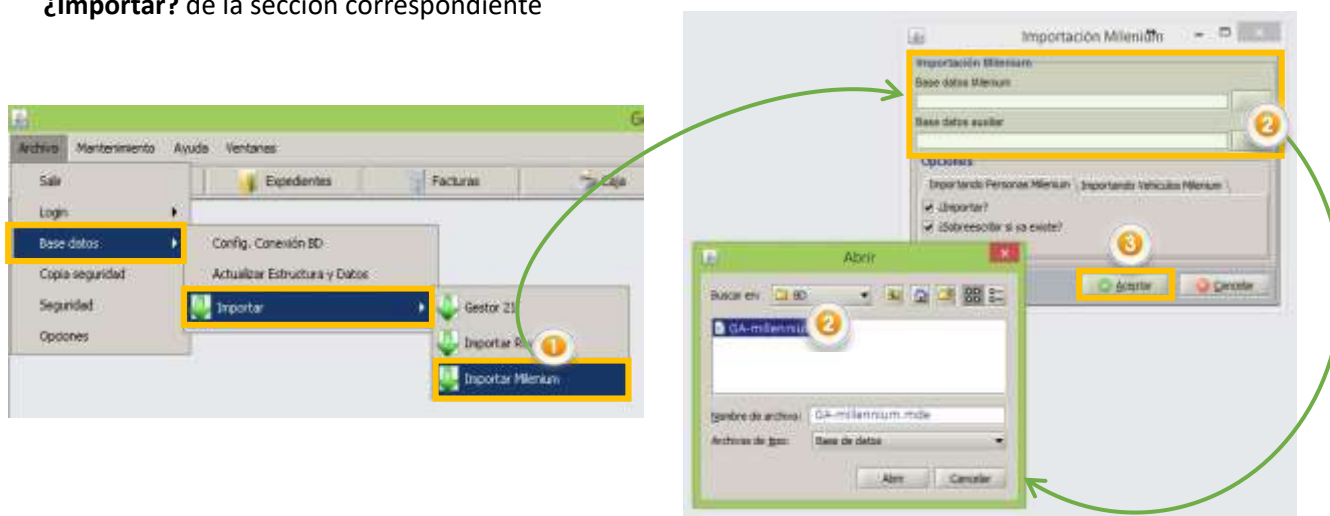 ¿Importar? de la sección correspondiente
Archivo Mantenimiento Ayuda Ventanas
Salir
Expedientes
Facturas
Caja
Login
Base datos
Config. Conexión BD
Copia seguridad
Actualizar Estructura y Datos
Seguridad
Importar
Gestor 21
Opciones
Importar
1
Importar Milenium
Importación Milenium
Importación Milenium
Base datos Milenium
2
Base datos auxiliar
Opciones
Importando Personas Milenium
Importando Vehículos Milenium
¿Importar?
¿Sobreescribir si ya existe?
3
Aceptar
Cancelar
Abrir
Buscar en: BD
GA-millennium
2
Nombre de archivo: GA-millennium.mde
Archivos de tipo: Base de datos
Abrir
Cancelar